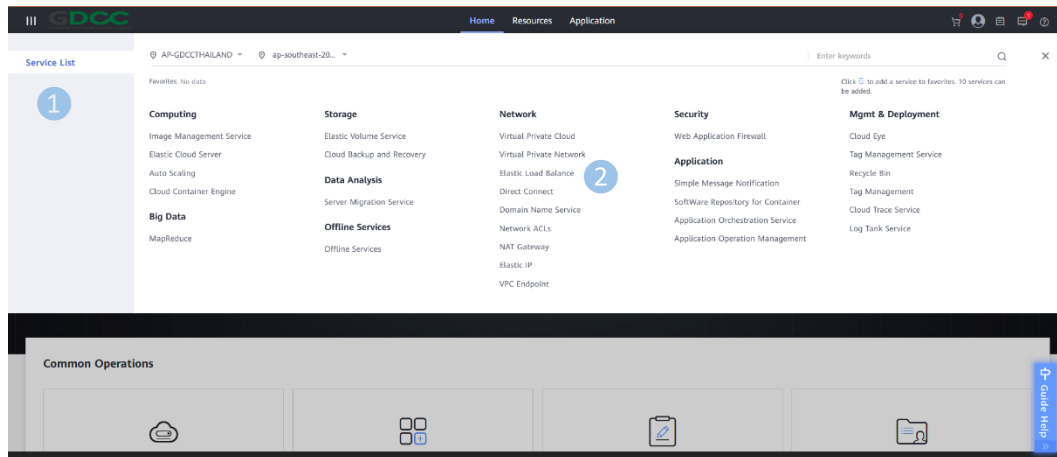 GDCC
Home Resources Application
Service List
AP-GDCCTHAILAND
ap-southeast-20...
Enter keywords
Favorites: No data
Click to add a service to favorites. 10 services can
be added.
1
Computing
Image Management Service
Elastic Cloud Server
Auto Scaling
Cloud Container Engine
Big Data
MapReduce
Storage
Elastic Volume Service
Cloud Backup and Recovery
Data Analysis
Server Migration Service
Offline Services
Offline Services
Network
Virtual Private Cloud
Virtual Private Network
Elastic Load Balance
2
Direct Connect
Domain Name Service
Network ACLs
NAT Gateway
Elastic IP
VPC Endpoint
Security
Web Application Firewall
Application
Simple Message Notification
SoftWare Repository for Container
Application Orchestration Service
Application Operation Management
Mgmt & Deployment
Cloud Eye
Tag Management Service
Recycle Bin
Tag Management
Cloud Trace Service
Log Tank Service
Common Operations
Guide Help